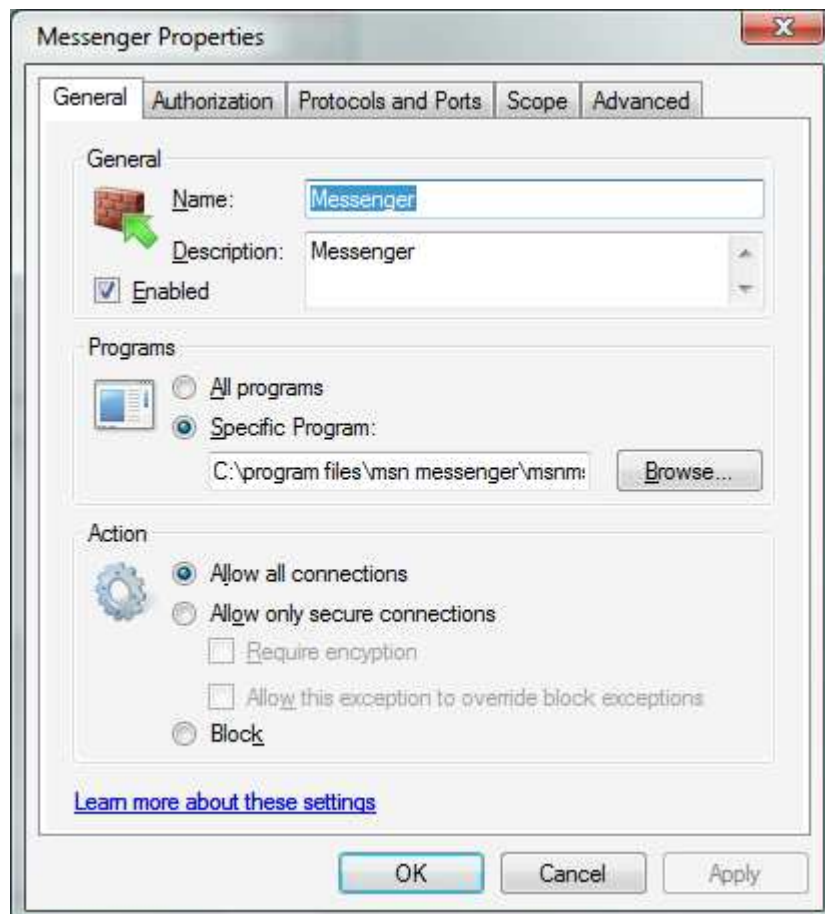 Messenger Properties
General Authorization Protocols and Ports Scope Advanced
General
Name: Messenger
Description: Messenger
Enabled
Programs
All programs
Specific Program:
C:\program files\msn messenger\msnm Browse...
Action
Allow all connections
Allow only secure connections
Require encyption
Allow this exception to override block exceptions
Block
Learn more about these settings
OK Cancel Apply